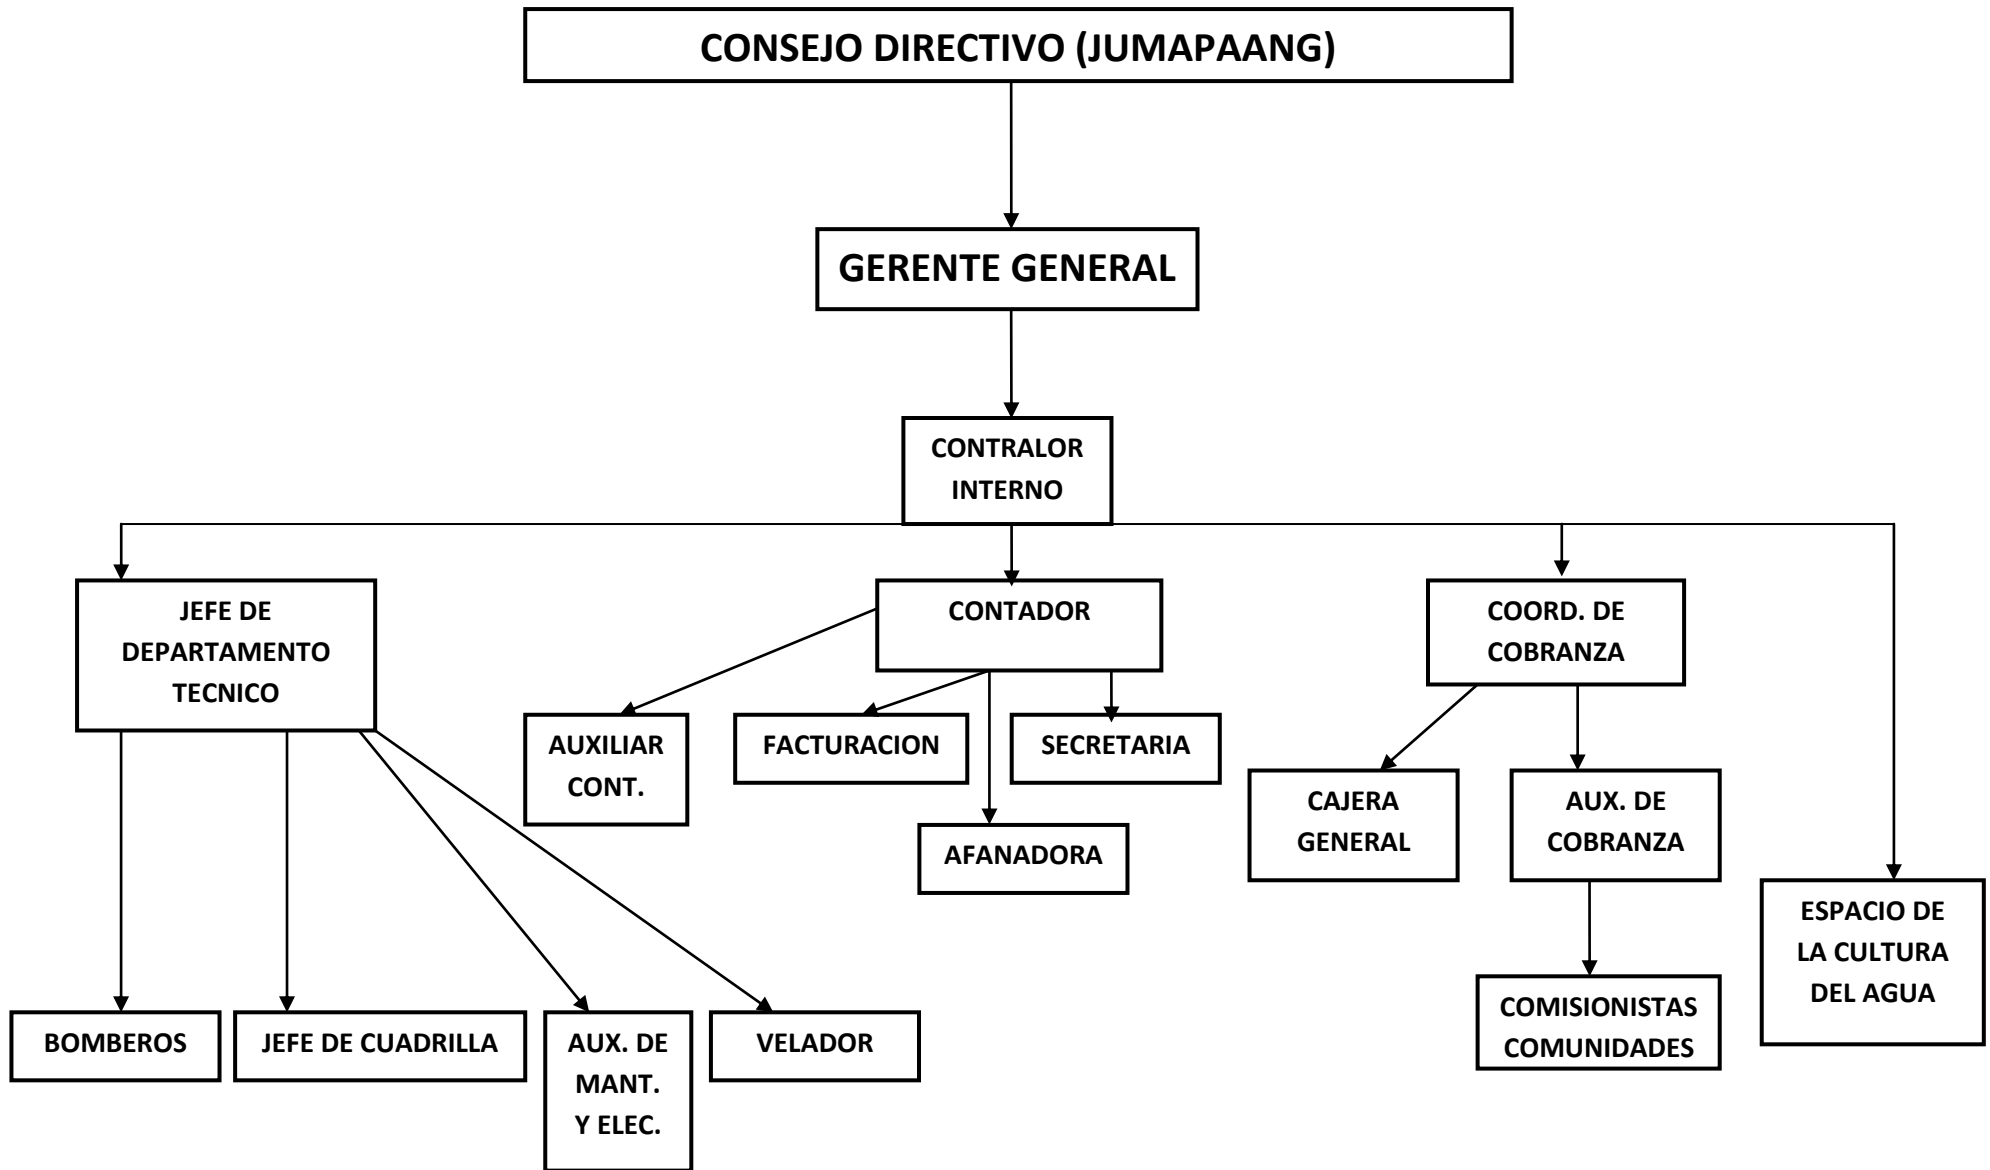 CONSEJO DIRECTIVO (JUMAPAANG)
GERENTE GENERAL
CONTRALOR
INTERNO
JEFE DE
DEPARTAMENTO
TECNICO
CONTADOR
COORD. DE
COBRANZA
AUXILIAR
CONT.
FACTURACION
SECRETARIA
AFANADORA
CAJERA
GENERAL
AUX. DE
COBRANZA
ESPACIO DE
LA CULTURA
DEL AGUA
BOMBEROS
JEFE DE CUADRILLA
AUX. DE
MANT.
Y ELEC.
VELADOR
COMISIONISTAS
COMUNIDADES